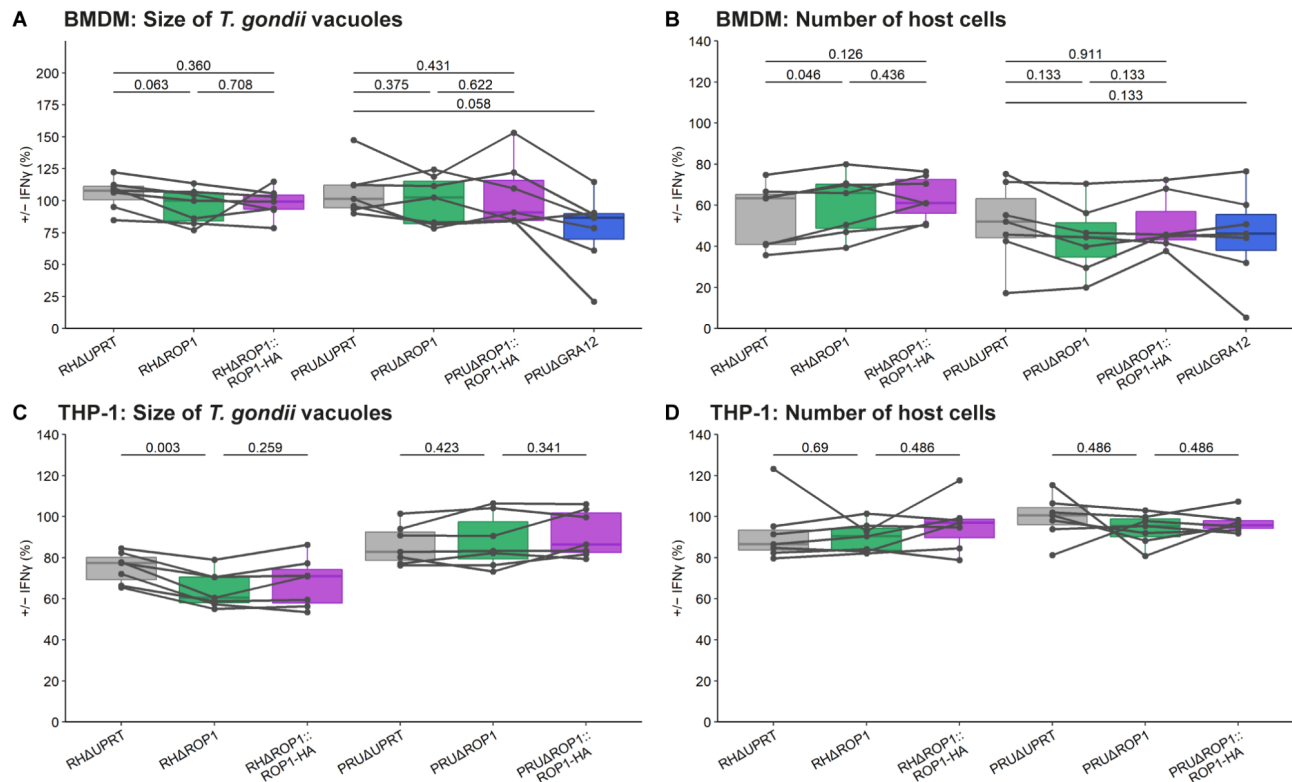 A BMDM: Size of T. gondii vacuoles
+/− IFNγ (%)
200
175
150
125
100
75
50
25
0
0.360
0.063 0.708
0.431
0.375 0.622
0.058
RHΔUPRT
RHΔROP1
RHΔROP1::
ROP1-HA
PRUΔUPRT
PRUΔROP1
PRUΔROP1::
ROP1-HA
PRUΔGRA12
B BMDM: Number of host cells
+/− IFNγ (%)
140
120
100
80
60
40
20
0
0.126
0.046 0.436
0.911
0.133 0.133
0.133
RHΔUPRT
RHΔROP1
RHΔROP1::
ROP1-HA
PRUΔUPRT
PRUΔROP1
PRUΔROP1::
ROP1-HA
PRUΔGRA12
C THP-1: Size of T. gondii vacuoles
+/− IFNγ (%)
140
120
100
80
60
40
20
0
0.003 0.259
0.423 0.341
RHΔUPRT
RHΔROP1
RHΔROP1::
ROP1-HA
PRUΔUPRT
PRUΔROP1
PRUΔROP1::
ROP1-HA
D THP-1: Number of host cells
+/− IFNγ (%)
140
120
100
80
60
40
20
0
0.69 0.486
0.486 0.486
RHΔUPRT
RHΔROP1
RHΔROP1::
ROP1-HA
PRUΔUPRT
PRUΔROP1
PRUΔROP1::
ROP1-HA